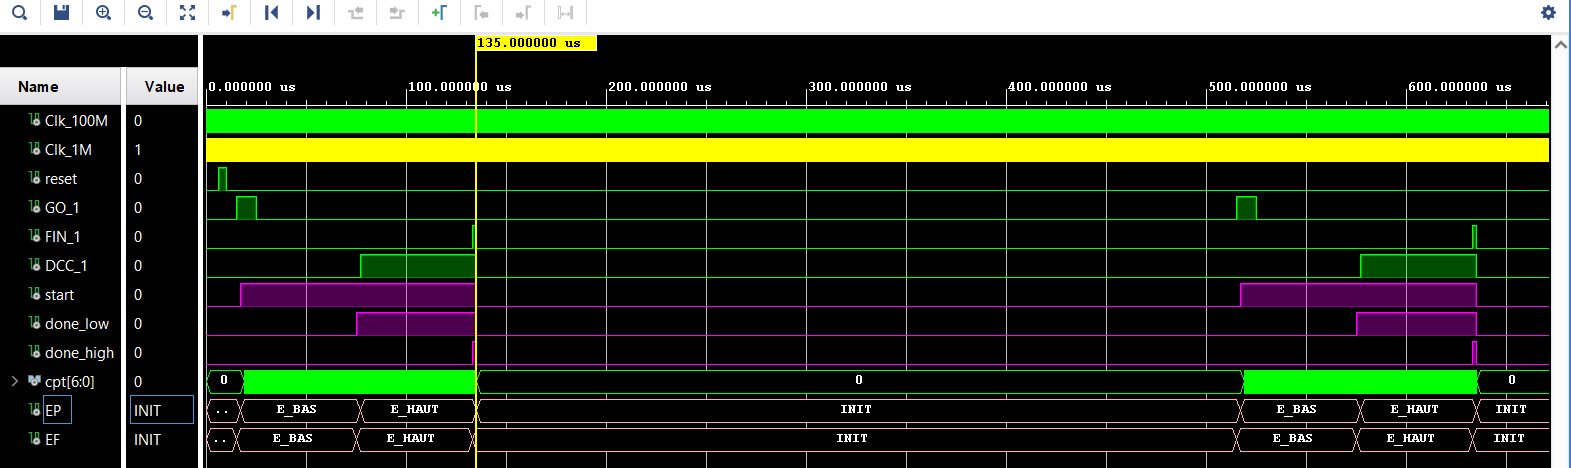 135.000000 us
Name
Value
0.000000 us
100.000000 us
200.000000 us
300.000000 us
400.000000 us
500.000000 us
600.000000 us
Clk_100M
0
Clk_1M
1
reset
0
GO_1
0
FIN_1
0
DCC_1
0
start
0
done_low
0
done_high
0
cpt[6:0]
0
0
0
0
EP
INIT
..
E_BAS
E_HAUT
INIT
E_BAS
E_HAUT
INIT
EF
INIT
..
E_BAS
E_HAUT
INIT
E_BAS
E_HAUT
INIT